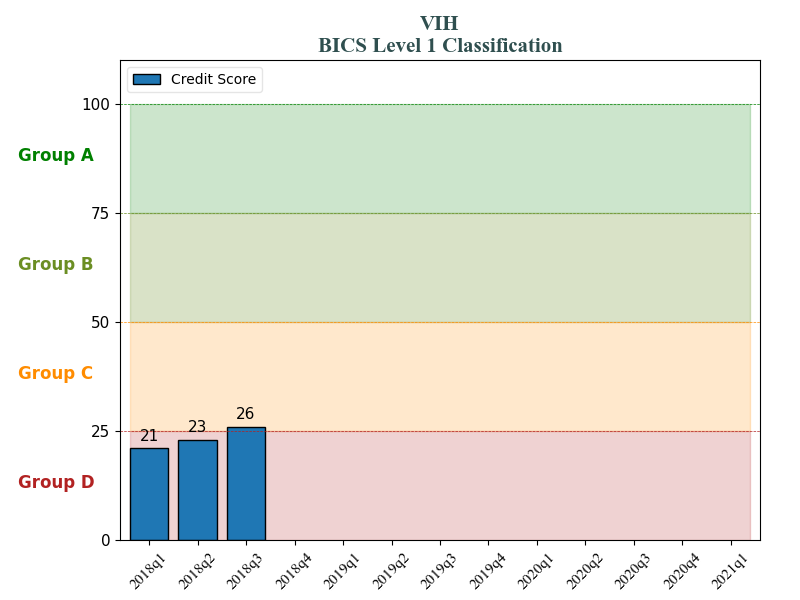 VIH
BICS Level 1 Classification
Credit Score
100
Group A
75
Group B
50
Group C
26
23
21
25
Group D
0
2018q1 2018q2 2018q3 2018q4 2019q1 2019q2 2019q3 2019q4 2020q1 2020q2 2020q3 2020q4 2021q1